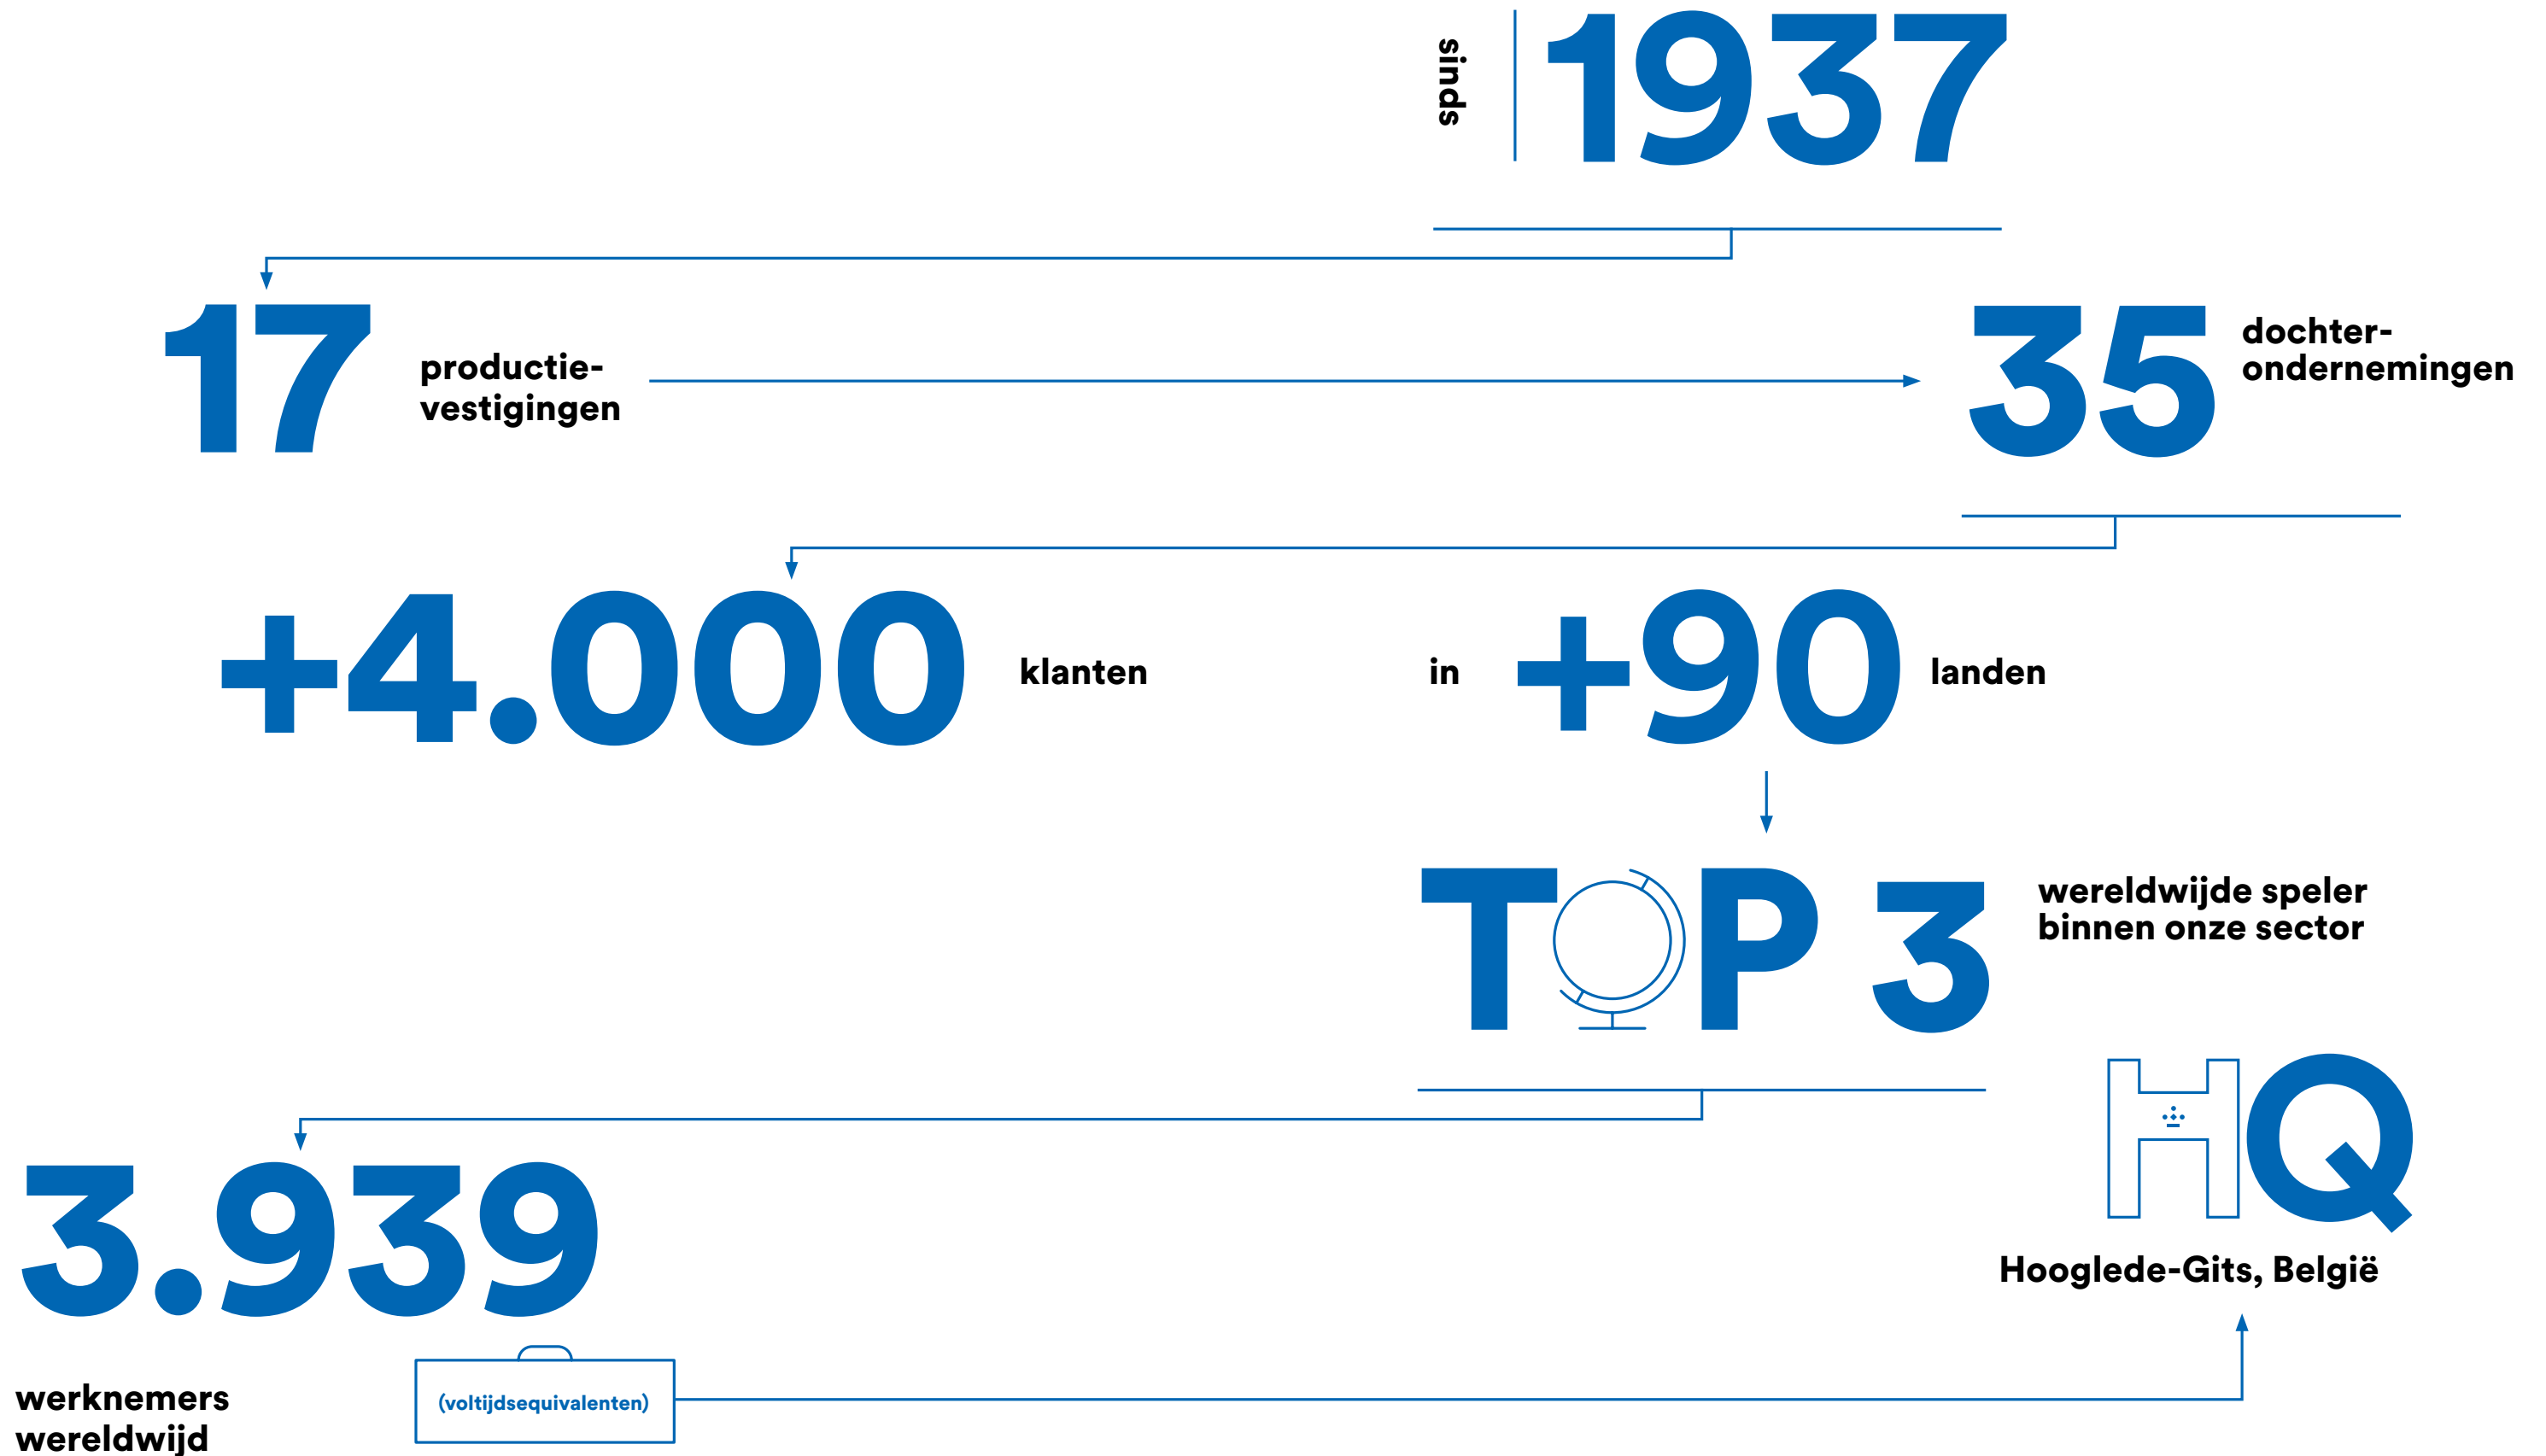 sinds
1937
17
productie-
vestigingen
35
dochter-
ondernemingen
+4.000
klanten
in
+90
landen
TOP 3
wereldwijde speler
binnen onze sector
HQ
Hooglede-Gits, België
3.939
werknemers
wereldwijd
(voltijdsequivalenten)